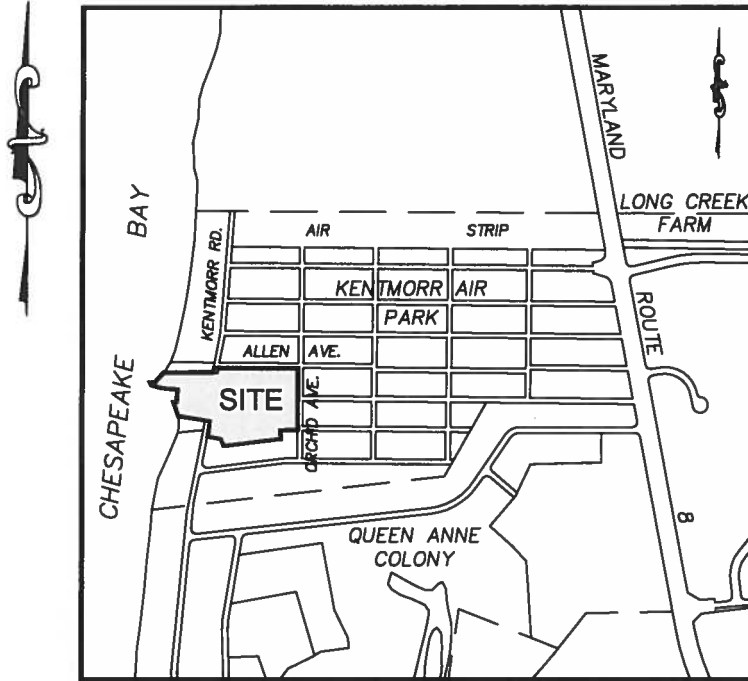 MARYLAND
LONG CREEK
FARM
BAY
AIR STRIP
KENTMORR RD.
KENTMORR AIR
PARK
ROUTE
ALLEN AVE.
CHESAPEAKE
SITE
ORCHID AVE.
8
QUEEN ANNE
COLONY